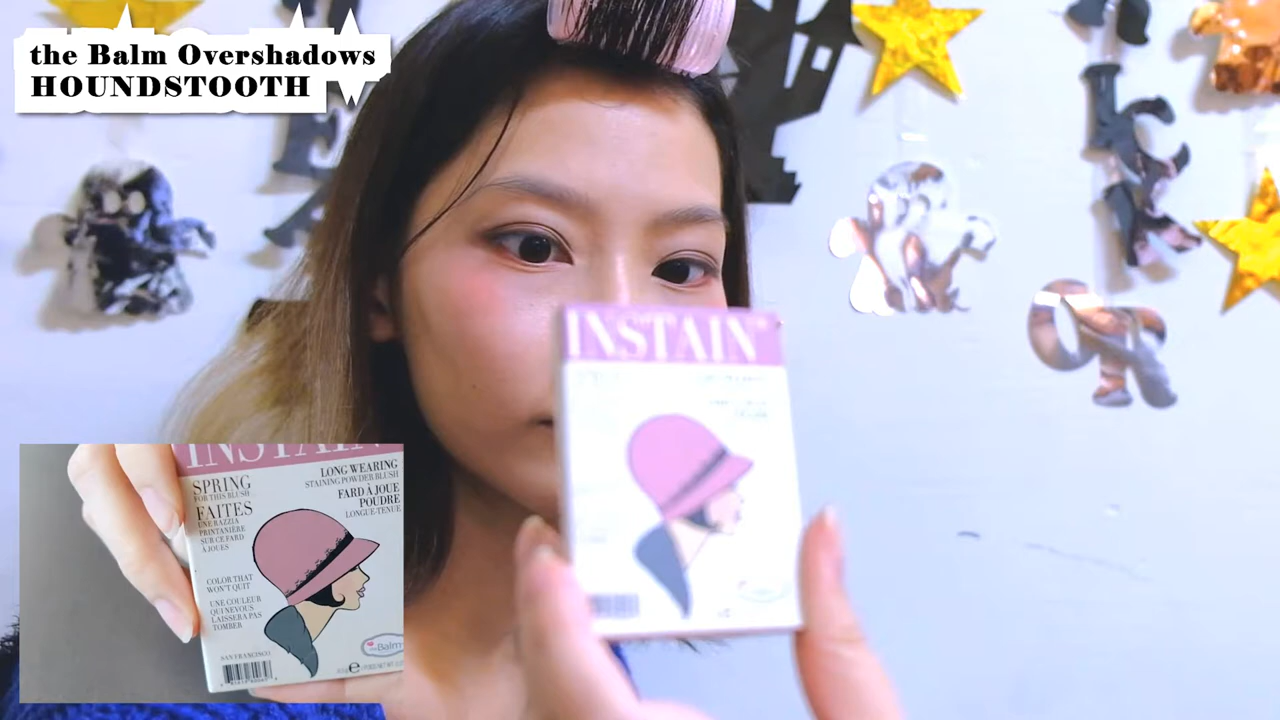 the Balm Overshadows
HOUNDSTOOTH
INSTAIN
INSTAIN
SPRING
FOR THIS BLUSH
FAITES
UNE RAZZIA
PRINTANIÈRE
SUR CE FARD
À JOUES
LONG WEARING
STAINING POWDER BLUSH
FARD À JOUE
POUDRE
LONGUE-TENUE
COLOR THAT
WON'T QUIT
UNE COULEUR
QUI NE VOUS
LAISSERA PAS
TOMBER
SAN FRANCISCO
theBalm